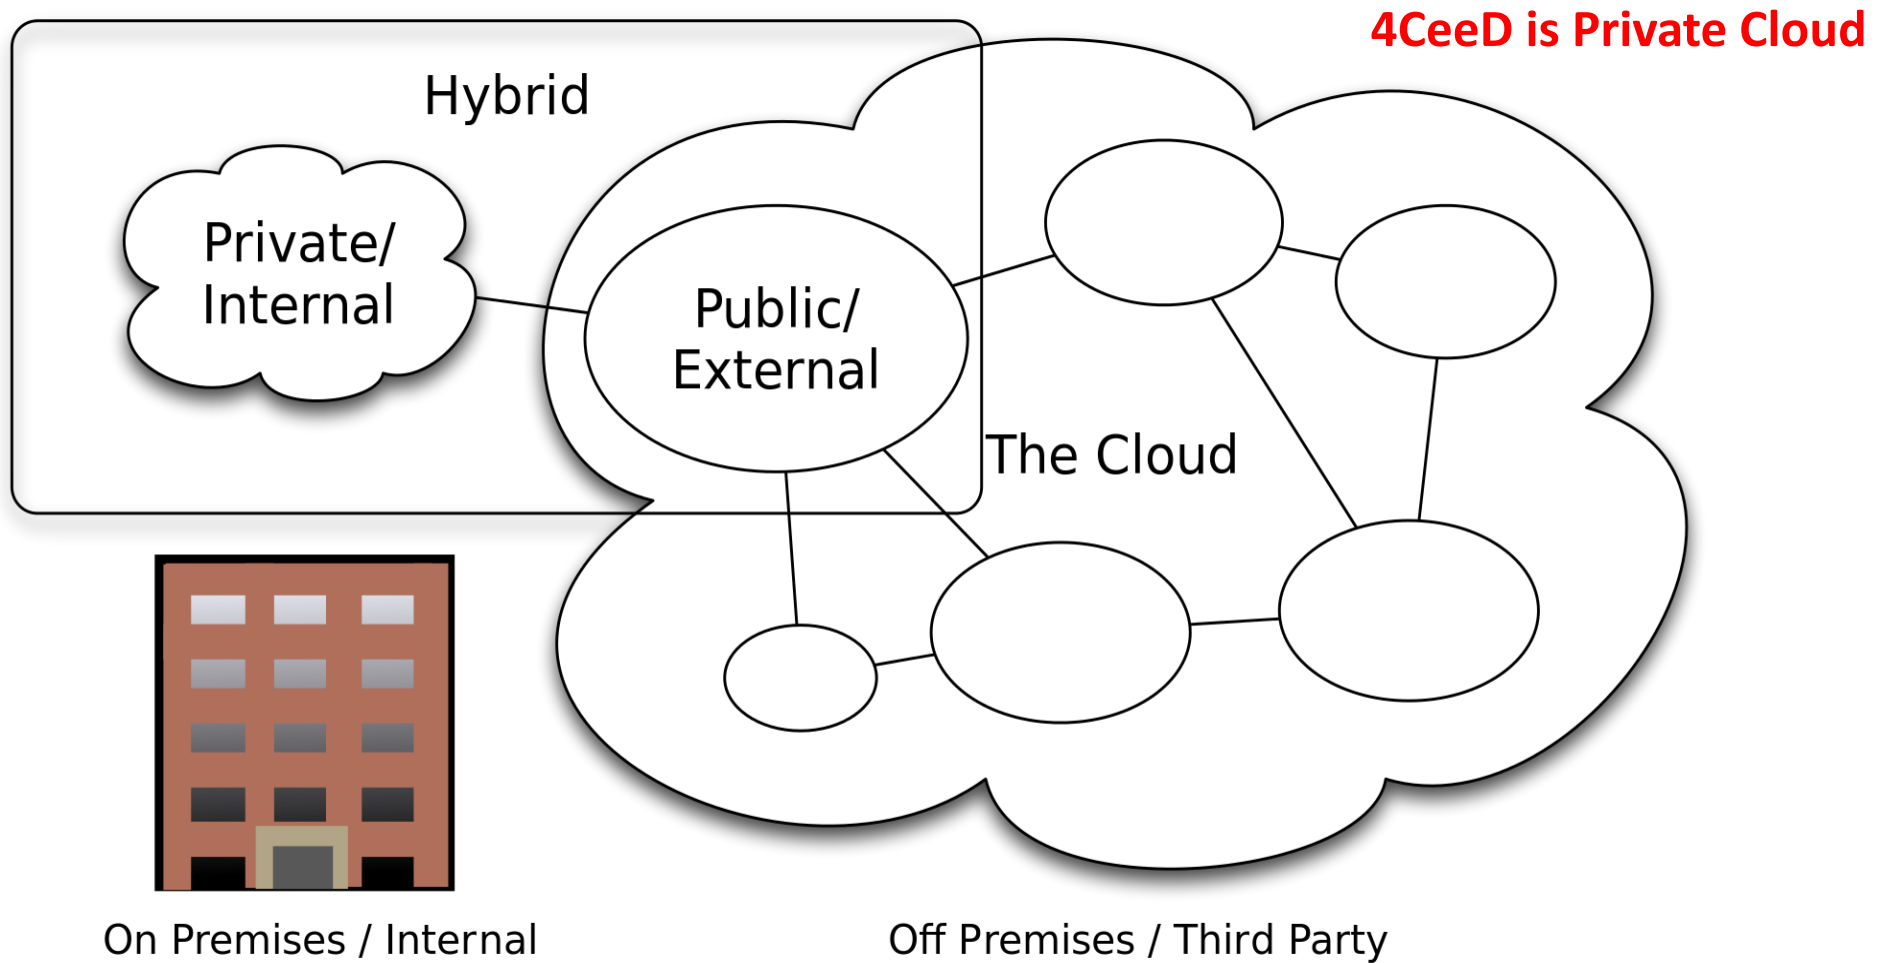 4CeeD is Private Cloud
Hybrid
Private/
Internal
Public/
External
The Cloud
On Premises / Internal
Off Premises / Third Party